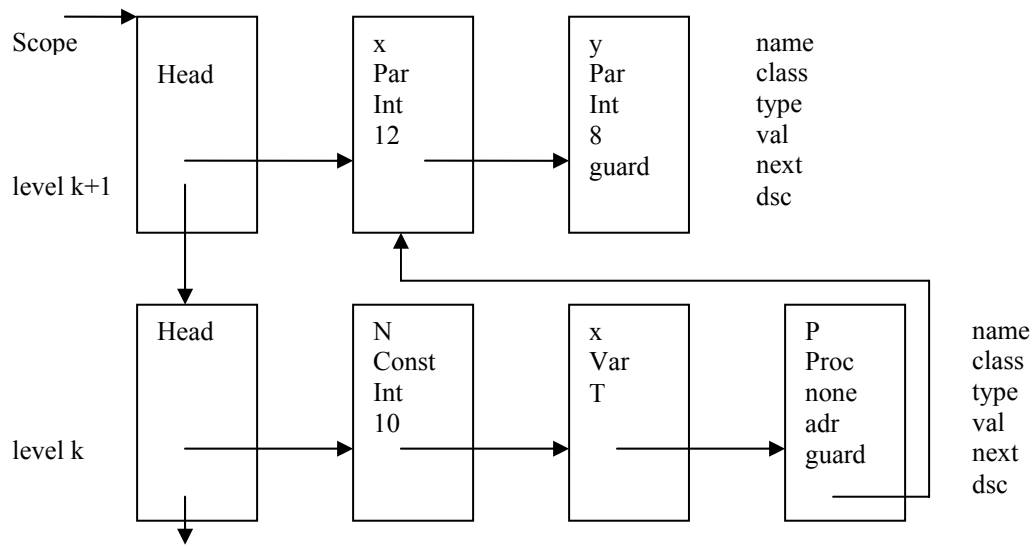 Scope
Head
level k+1
x
Par
Int
12
y
Par
Int
8
guard
name
class
type
val
next
dsc
Head
level k
N
Const
Int
10
x
Var
T
P
Proc
none
adr
guard
name
class
type
val
next
dsc